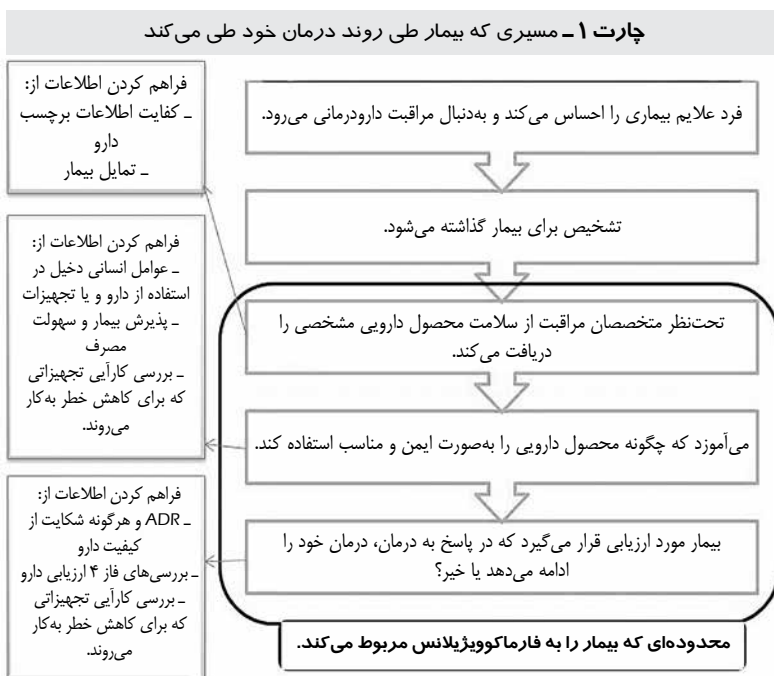 چارت ۱ ـ مسیری که بیمار طی روند درمان خود طی می‌کند
فرد علایم بیماری را احساس می‌کند و به‌دنبال مراقبت دارودرمانی می‌رود.
تشخیص برای بیمار گذاشته می‌شود.
تحت‌نظر متخصصان مراقبت از سلامت محصول دارویی مشخصی را
دریافت می‌کند.
می‌آموزد که چگونه محصول دارویی را به‌صورت ایمن و مناسب استفاده کند.
بیمار مورد ارزیابی قرار می‌گیرد که در پاسخ به درمان، درمان خود را
ادامه می‌دهد یا خیر؟
محدوده‌ای که بیمار را به فارماکوویژیلانس مربوط می‌کند.
فراهم کردن اطلاعات از:
ـ کفایت اطلاعات برچسب
دارو
ـ تمایل بیمار
فراهم کردن اطلاعات از:
ـ عوامل انسانی دخیل در
استفاده از دارو و یا تجهیزات
ـ پذیرش بیمار و سهولت
مصرف
ـ بررسی کارآیی تجهیزاتی
که برای کاهش خطر به‌کار
می‌روند.
فراهم کردن اطلاعات از:
ـ ADR و هرگونه شکایت از
کیفیت دارو
ـ بررسی‌های فاز ۴ ارزیابی دارو
ـ بررسی کارآیی تجهیزاتی
که برای کاهش خطر به‌کار
می‌روند.